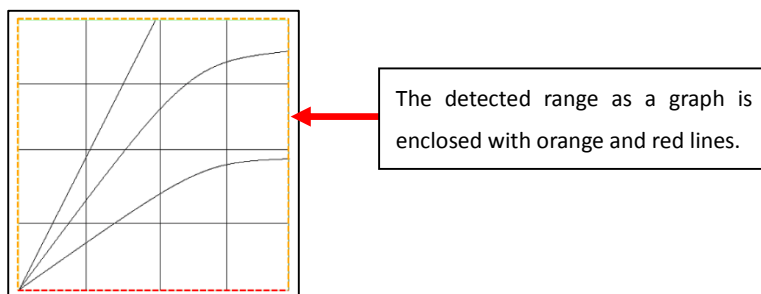 The detected range as a graph is
enclosed with orange and red lines.